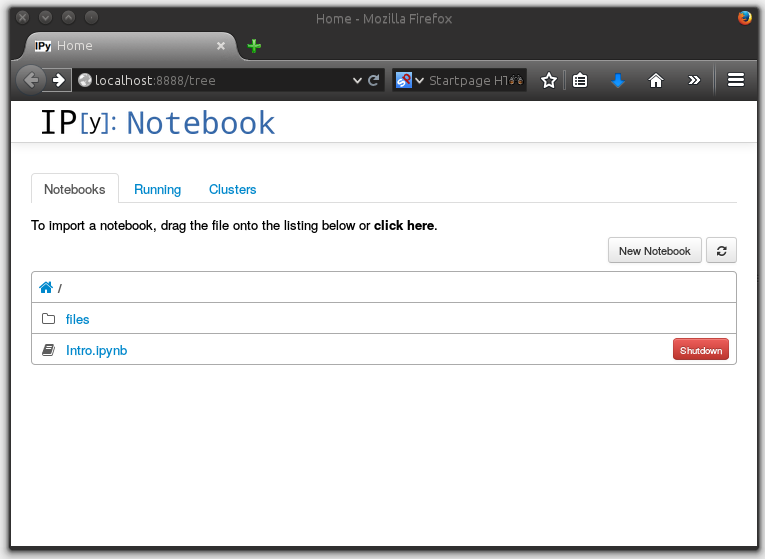 Home - Mozilla Firefox
IPy Home
localhost:8888/tree
Startpage HT
IP[y]: Notebook
Notebooks Running Clusters
To import a notebook, drag the file onto the listing below or click here.
New Notebook
/
files
Intro.ipynb Shutdown